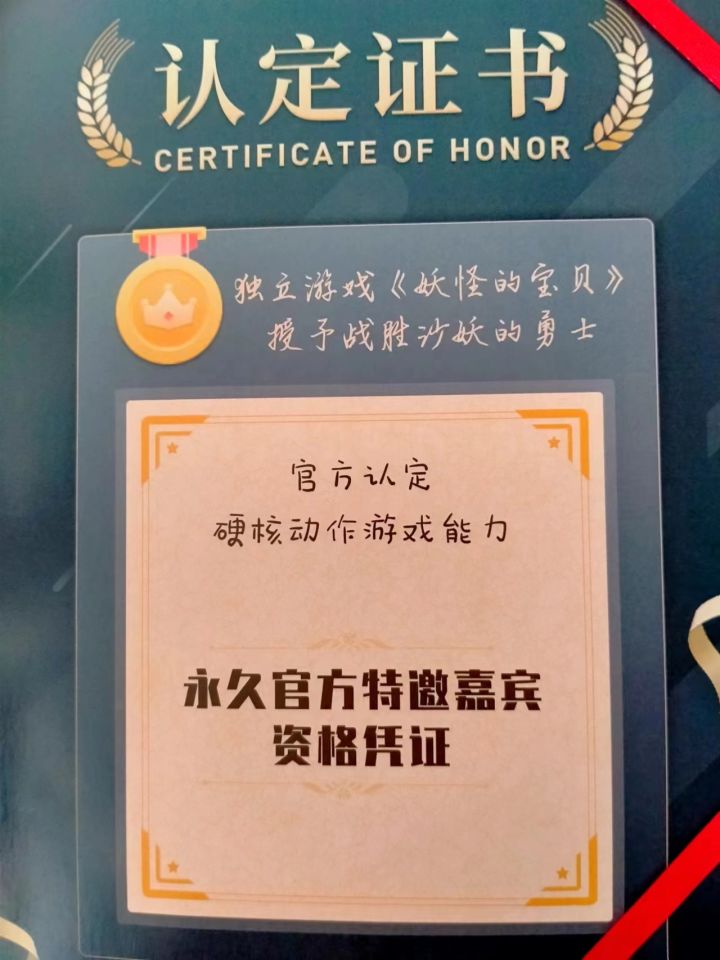 认定证书
CERTIFICATE OF HONOR
独立游戏《妖怪的宝贝》
授予战胜沙妖的勇士
官方认定
硬核动作游戏能力
永久官方特邀嘉宾
资格凭证